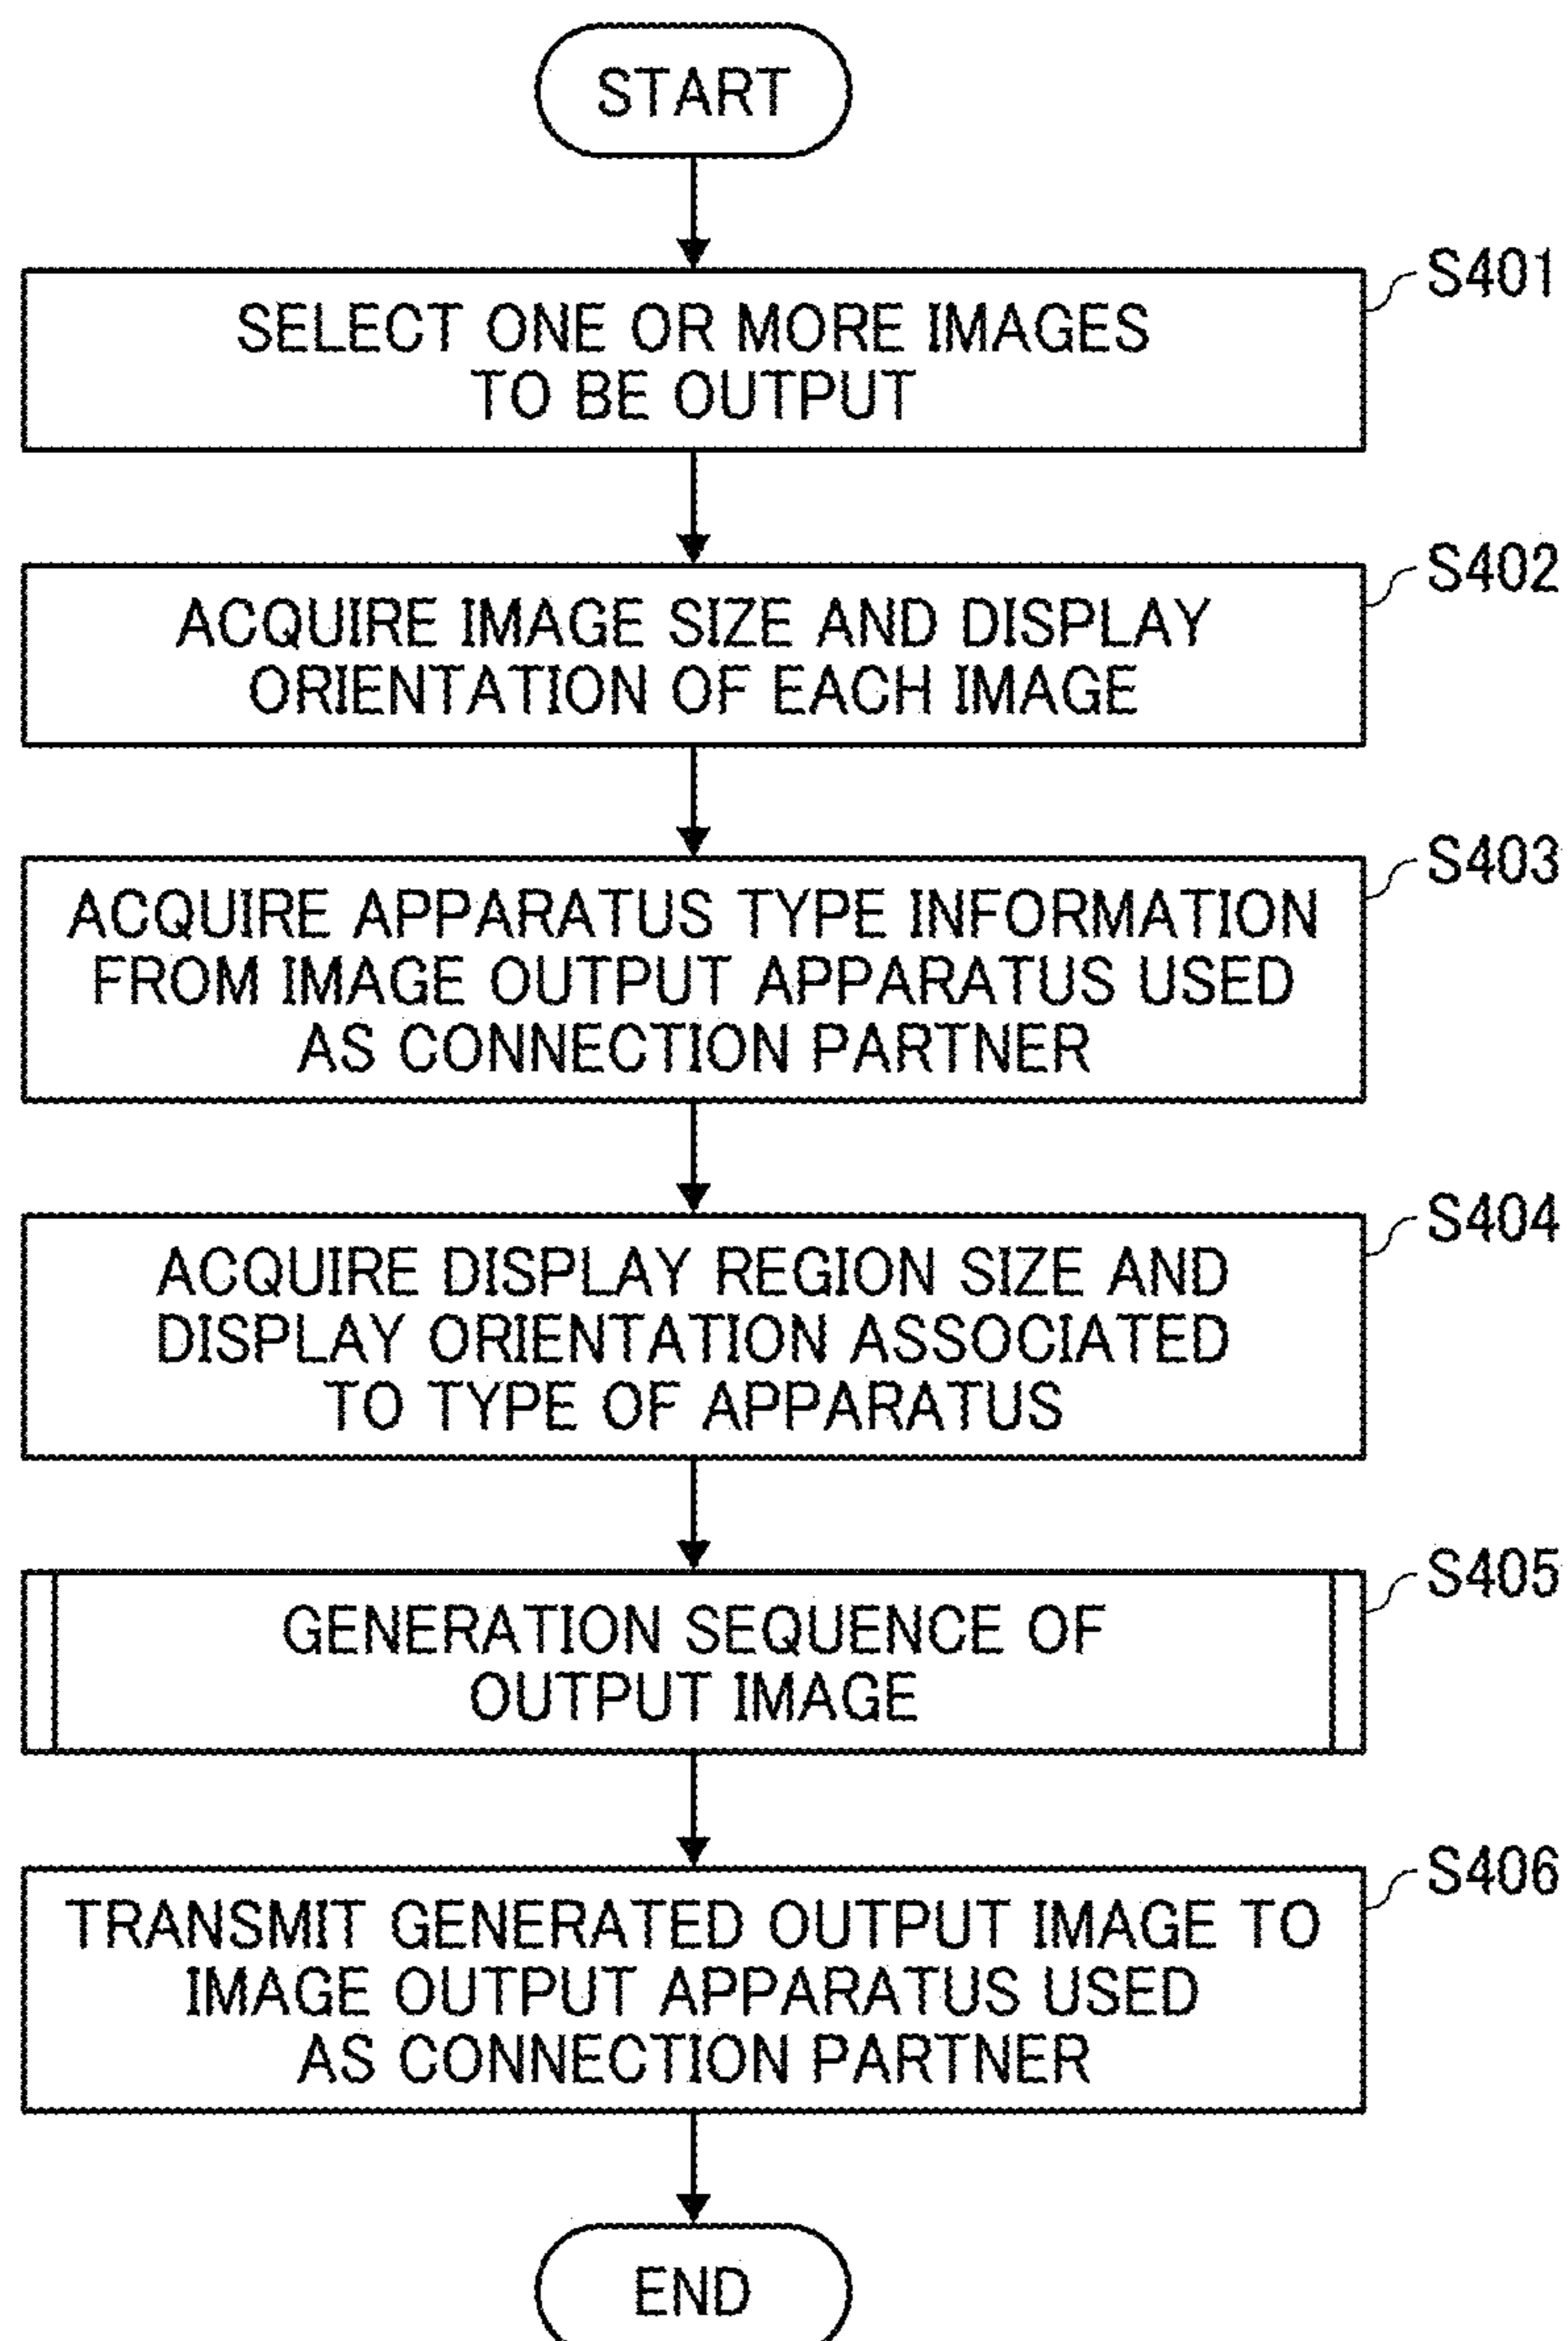 START
S401
SELECT ONE OR MORE IMAGES
TO BE OUTPUT
S402
ACQUIRE IMAGE SIZE AND DISPLAY
ORIENTATION OF EACH IMAGE
S403
ACQUIRE APPARATUS TYPE INFORMATION
FROM IMAGE OUTPUT APPARATUS USED
AS CONNECTION PARTNER
S404
ACQUIRE DISPLAY REGION SIZE AND
DISPLAY ORIENTATION ASSOCIATED
TO TYPE OF APPARATUS
S405
GENERATION SEQUENCE OF
OUTPUT IMAGE
S406
TRANSMIT GENERATED OUTPUT IMAGE TO
IMAGE OUTPUT APPARATUS USED
AS CONNECTION PARTNER
END